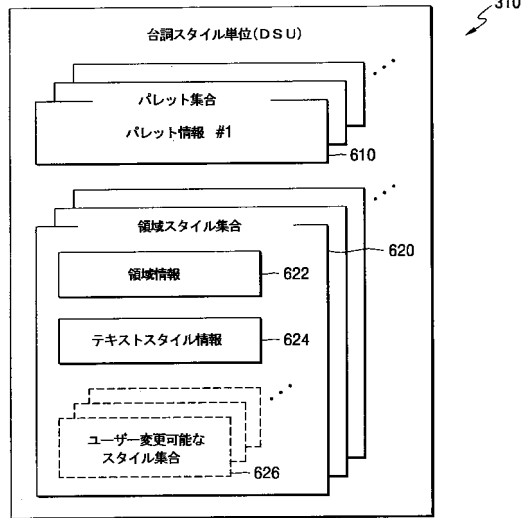 310
台詞スタイル単位(DSU)
パレット集合
パレット情報 #1
610
領域スタイル集合
620
領域情報
622
テキストスタイル情報
624
ユーザー変更可能な
スタイル集合
626